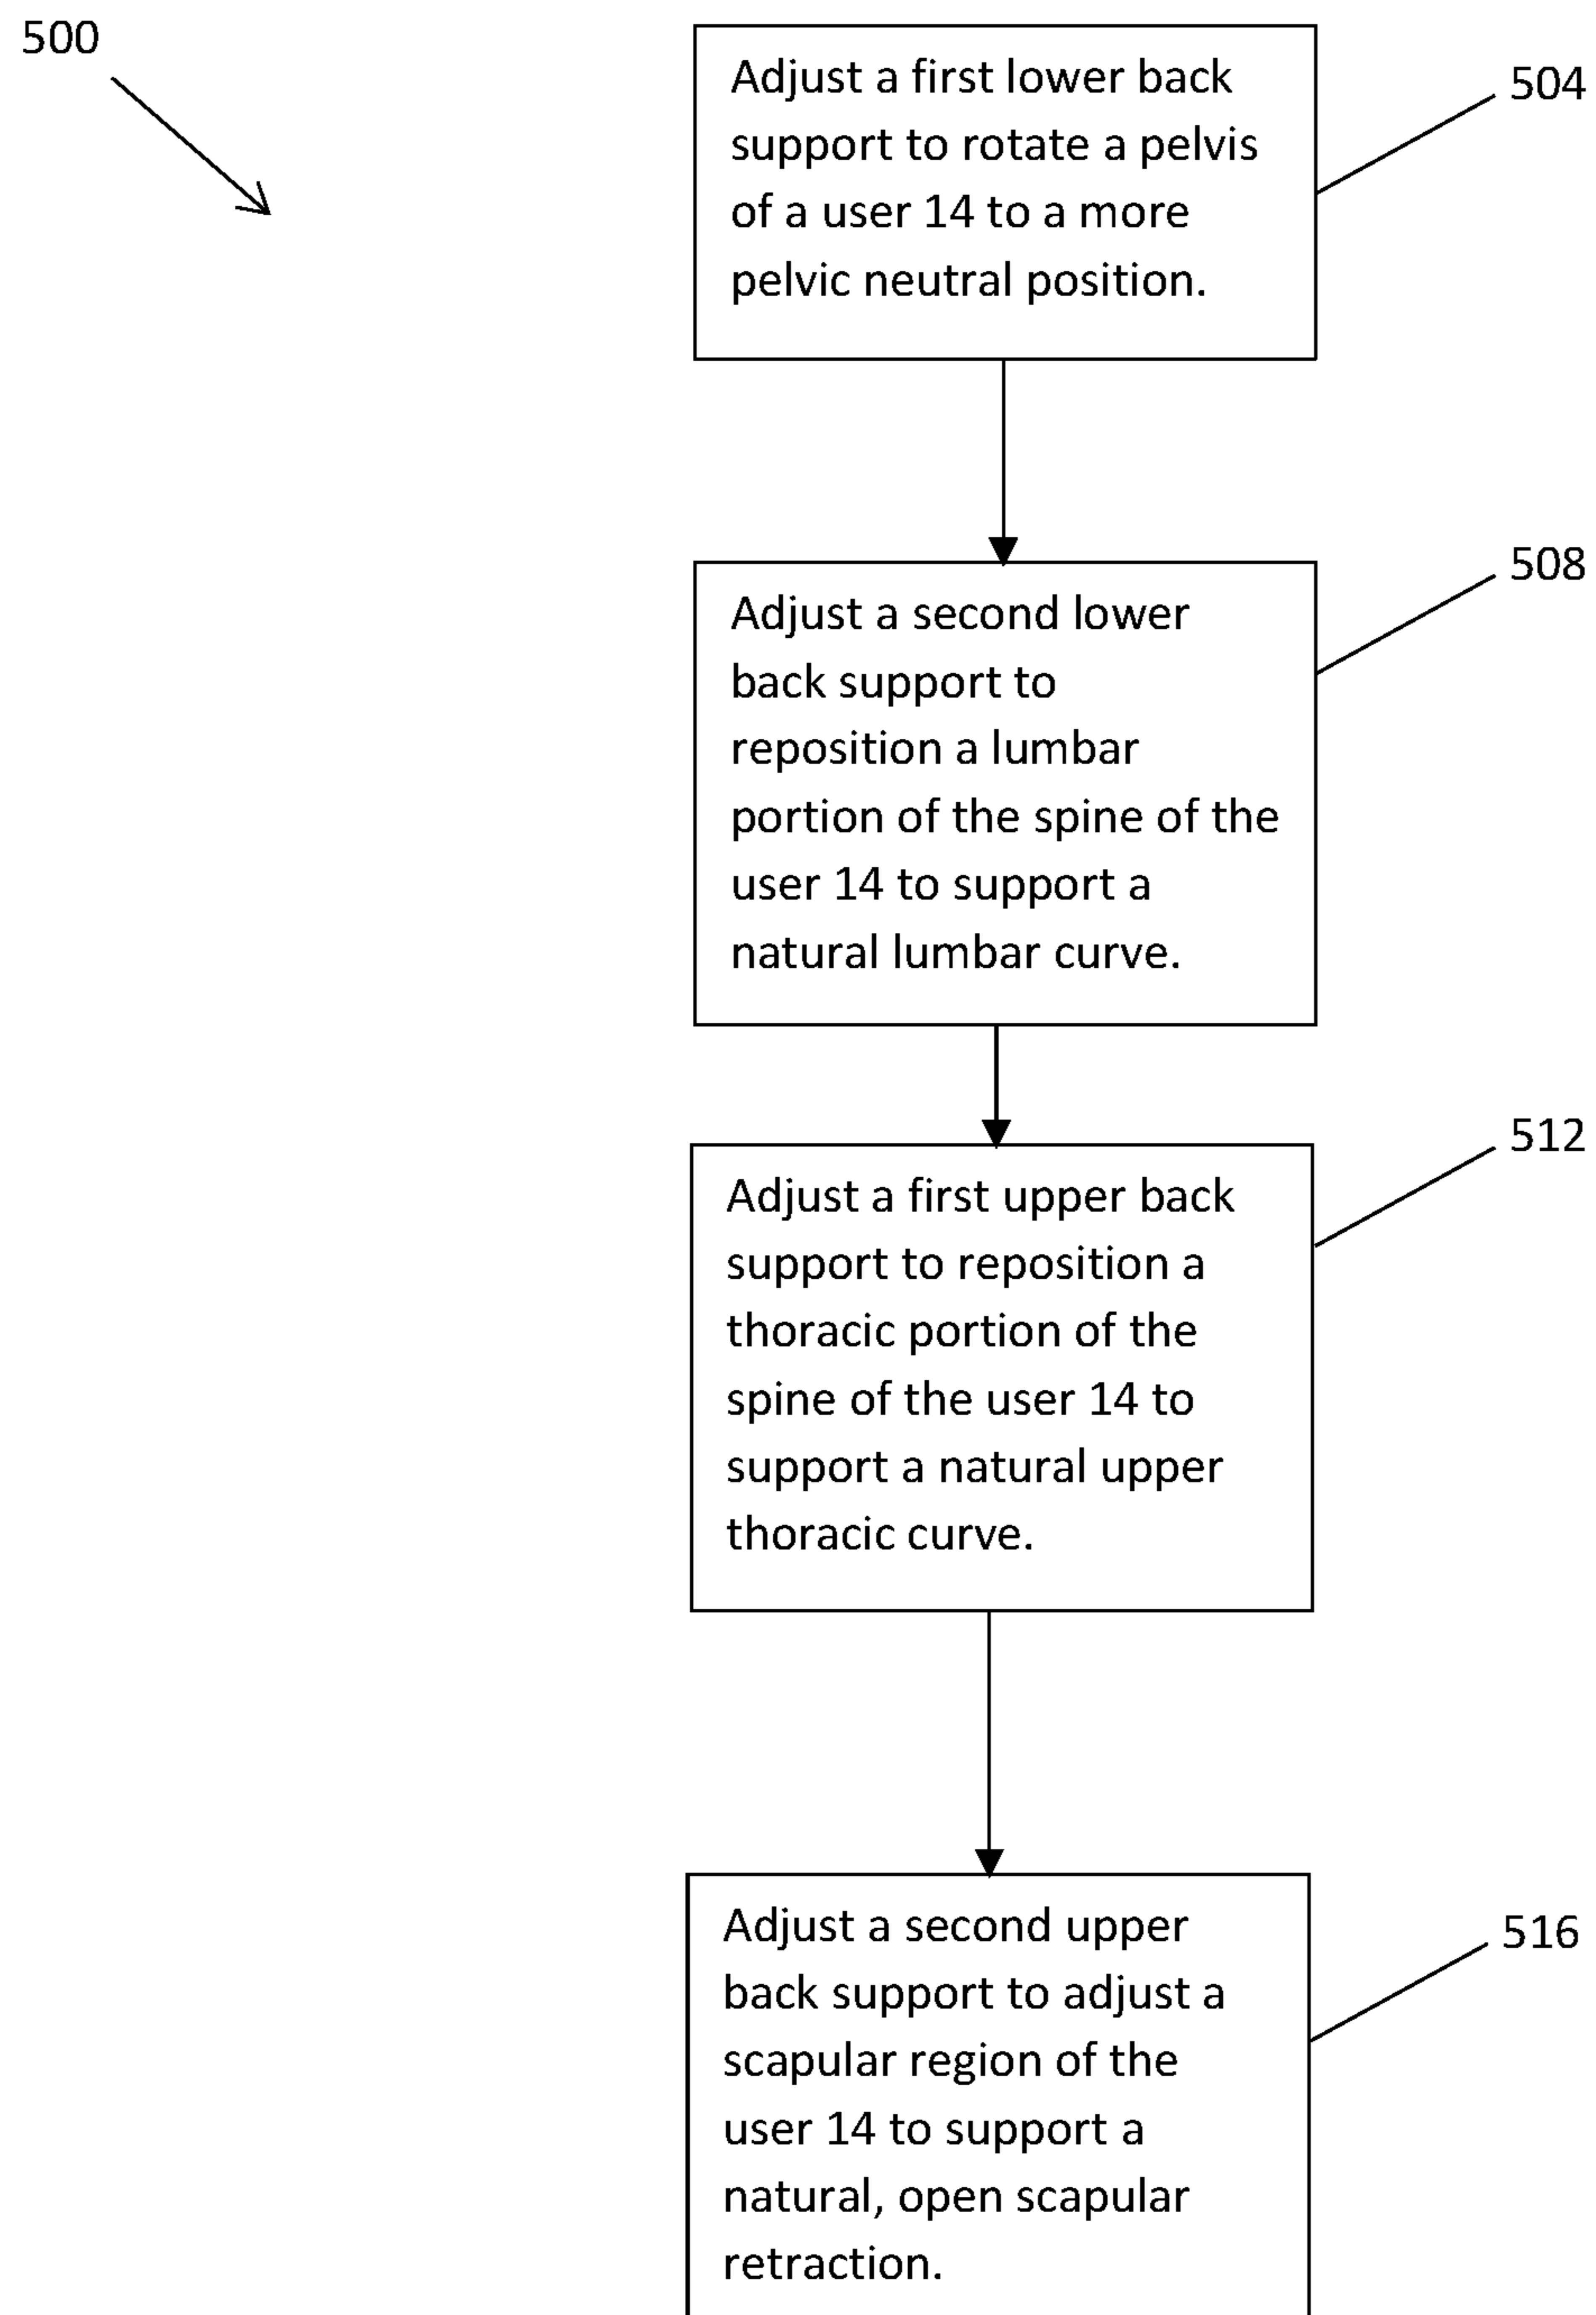 500
Adjust a first lower back
support to rotate a pelvis
of a user 14 to a more
pelvic neutral position.
504
Adjust a second lower
back support to
reposition a lumbar
portion of the spine of the
user 14 to support a
natural lumbar curve.
508
Adjust a first upper back
support to reposition a
thoracic portion of the
spine of the user 14 to
support a natural upper
thoracic curve.
512
Adjust a second upper
back support to adjust a
scapular region of the
user 14 to support a
natural, open scapular
retraction.
516